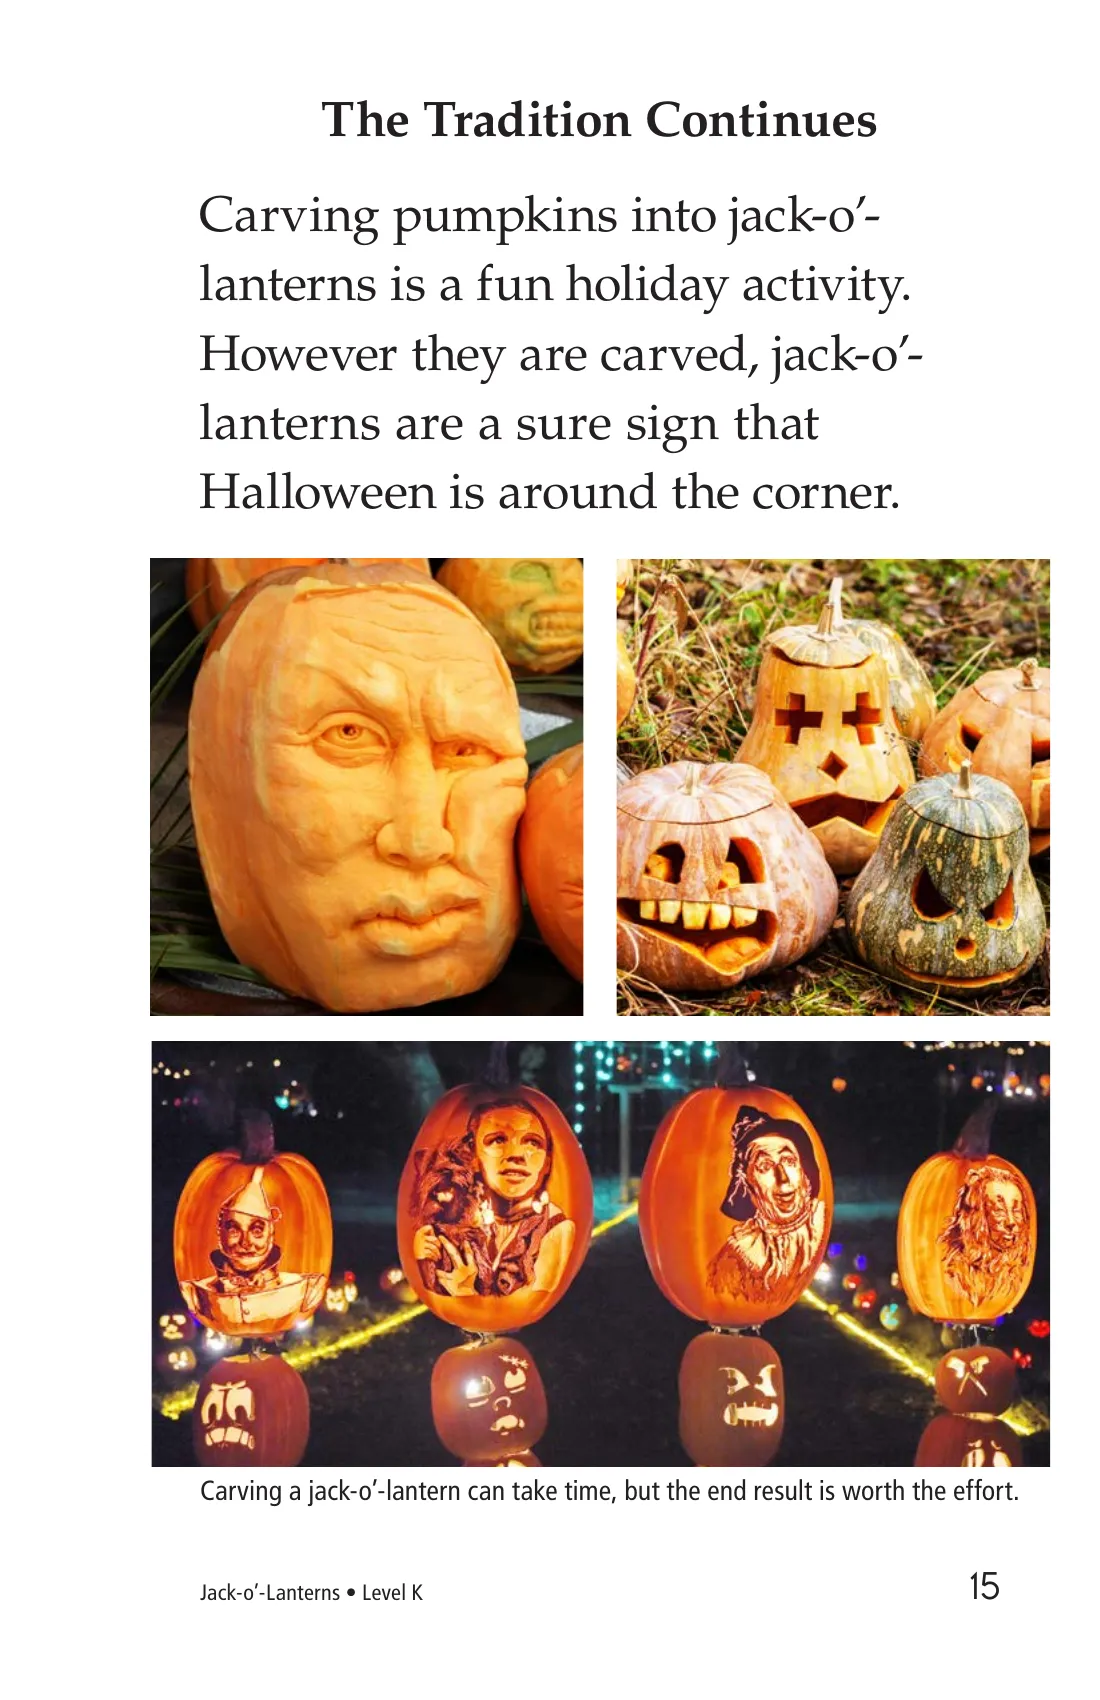 The Tradition Continues
Carving pumpkins into jack-o’-
lanterns is a fun holiday activity.
However they are carved, jack-o’-
lanterns are a sure sign that
Halloween is around the corner.
Carving a jack-o’-lantern can take time, but the end result is worth the effort.
Jack-o’-Lanterns • Level K
15